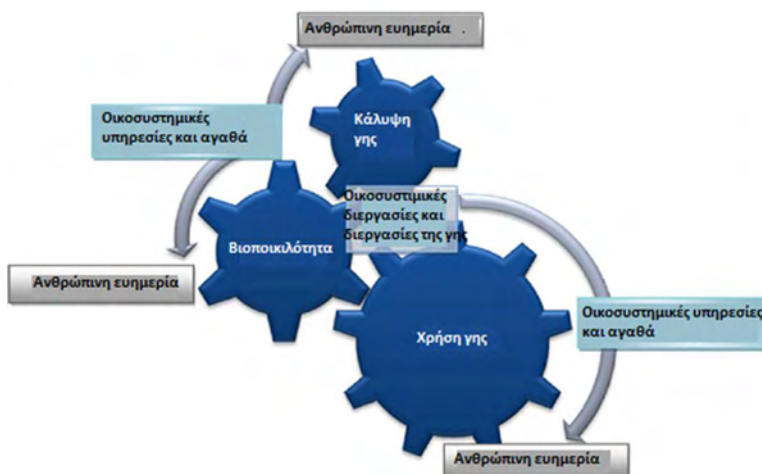 Ανθρώπινη ευημερία .
Οικοσυστημικές
υπηρεσίες και αγαθά
Κάλυψη
γης
Οικοσυστιμικές
διεργασίες και
διεργασίες της γης
Βιοποικιλότητα
Ανθρώπινη ευημερία
Οικοσυστημικές υπηρεσίες
και αγαθά
Χρήση γης
Ανθρώπινη ευημερία